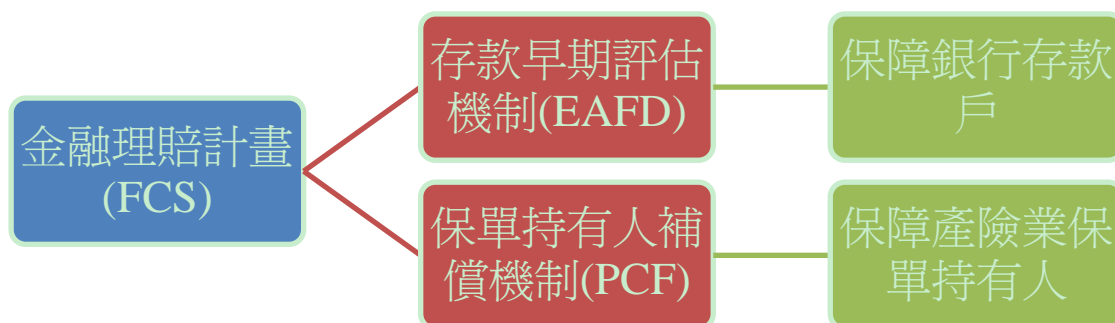 金融理賠計畫
(FCS)
存款早期評估
機制(EAFD)
保障銀行存款
戶
保單持有人補
償機制(PCF)
保障產險業保
單持有人